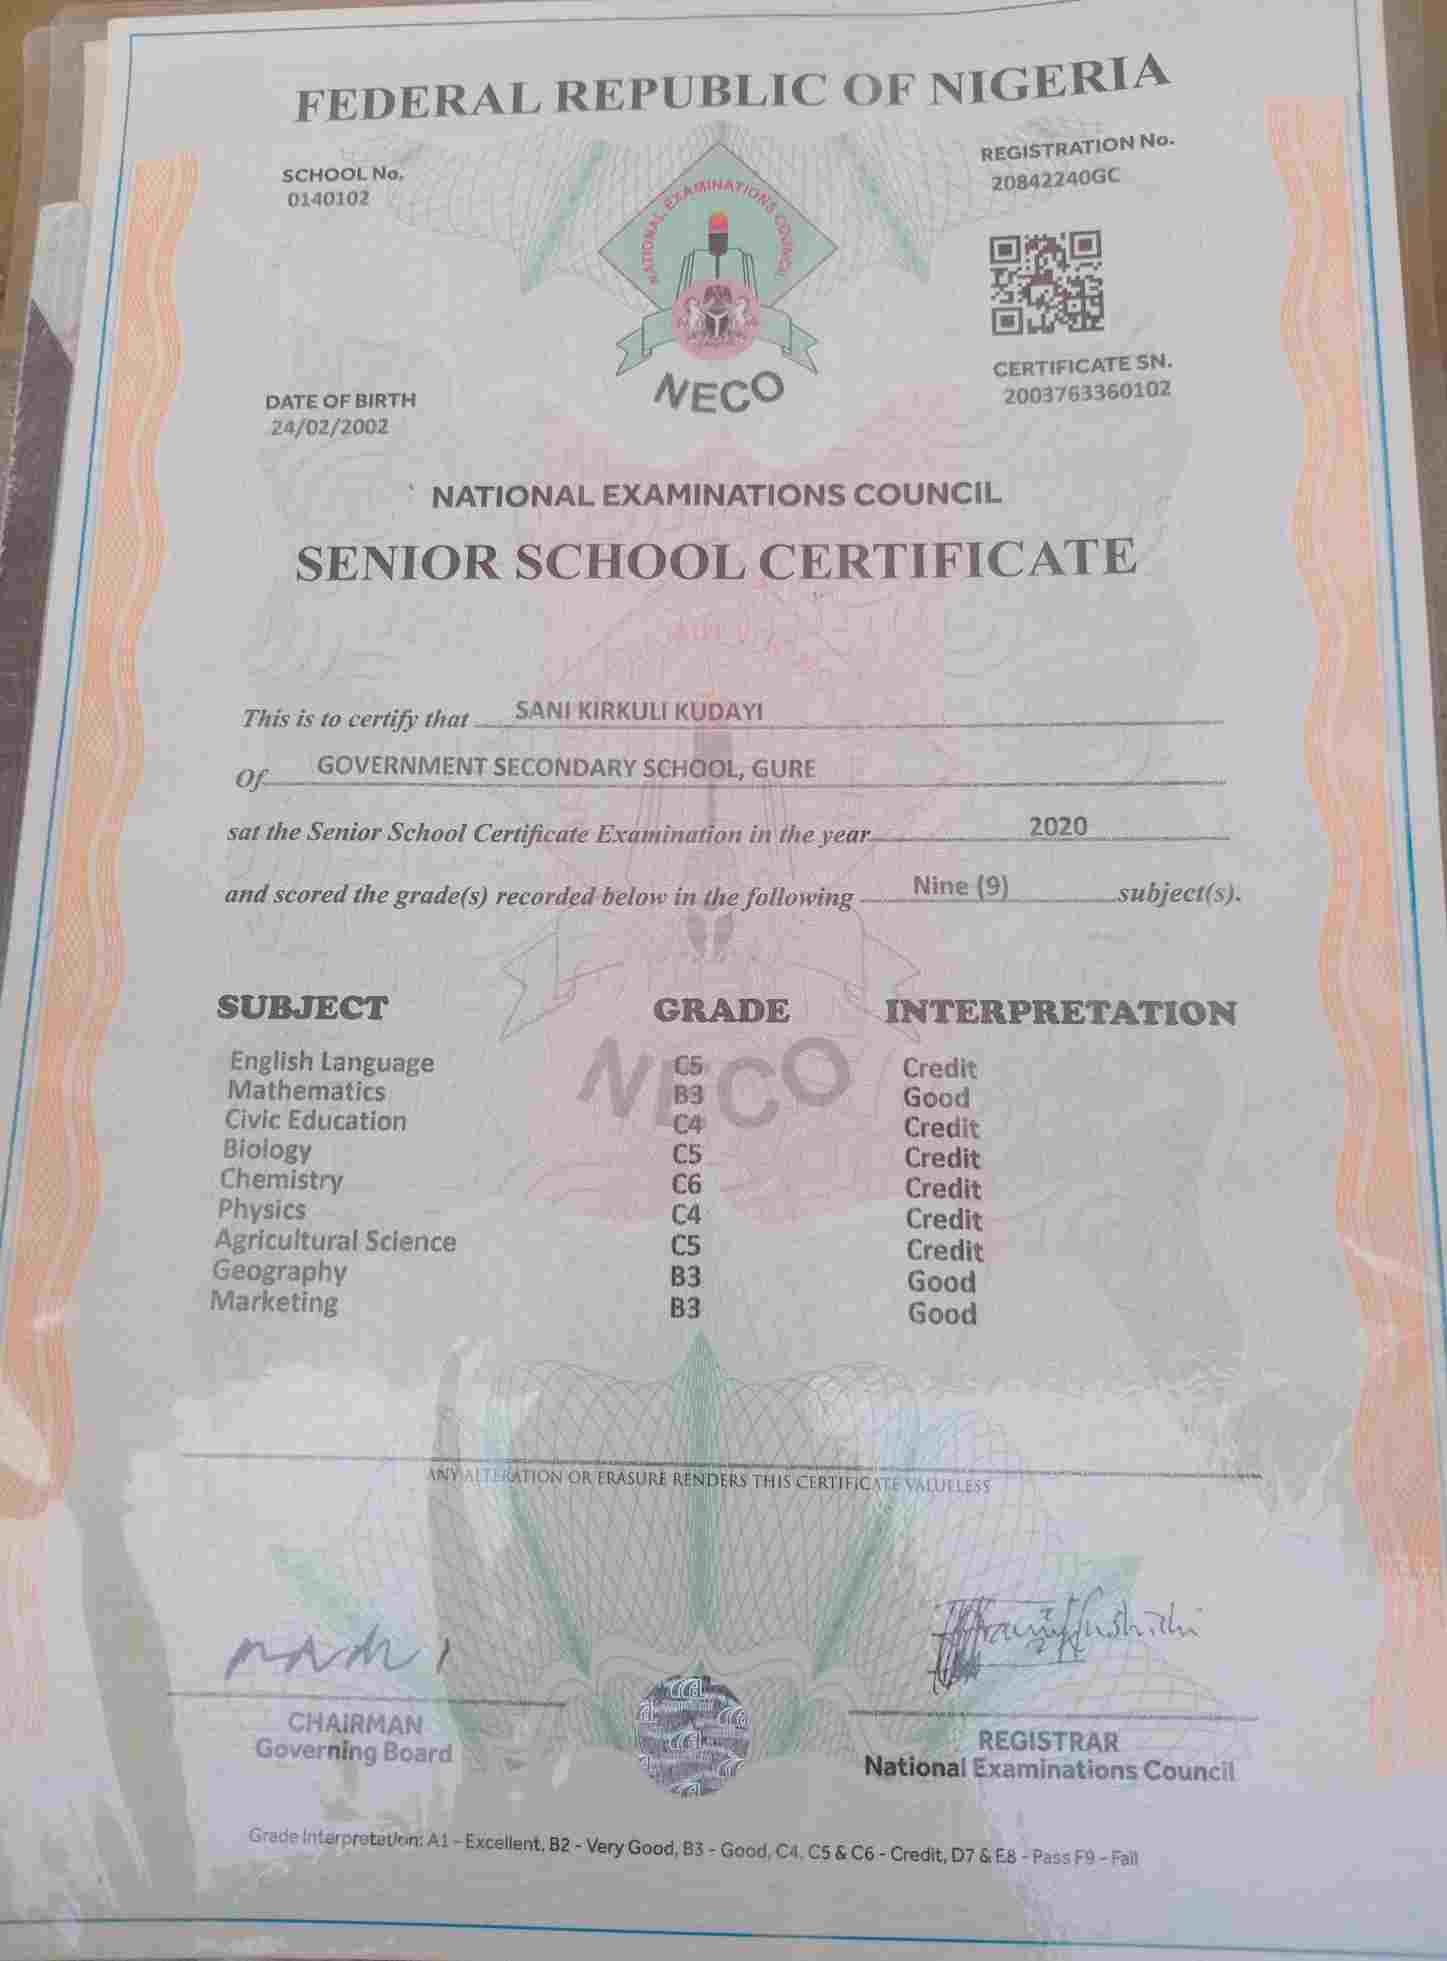 FEDERAL REPUBLIC OF NIGERIA
SCHOOL No.
0140102
REGISTRATION No.
20842240GC
NATIONAL EXAMINATIONS COUNCIL
NECO
CERTIFICATE SN.
2003763360102
DATE OF BIRTH
24/02/2002
NATIONAL EXAMINATIONS COUNCIL
SENIOR SCHOOL CERTIFICATE
This is to certify that SANI KIRKULI KUDAYI
Of GOVERNMENT SECONDARY SCHOOL, GURE
sat the Senior School Certificate Examination in the year 2020
and scored the grade(s) recorded below in the following Nine (9) subject(s).
SUBJECT GRADE INTERPRETATION
NECO
English Language C5 Credit
Mathematics B3 Good
Civic Education C4 Credit
Biology C5 Credit
Chemistry C6 Credit
Physics C4 Credit
Agricultural Science C5 Credit
Geography B3 Good
Marketing B3 Good
ANY ALTERATION OR ERASURE RENDERS THIS CERTIFICATE VALUELESS
CHAIRMAN
Governing Board
REGISTRAR
National Examinations Council
Grade Interpretation: A1 - Excellent, B2 - Very Good, B3 - Good, C4, C5 & C6 - Credit, D7 & E8 - Pass F9 - Fail